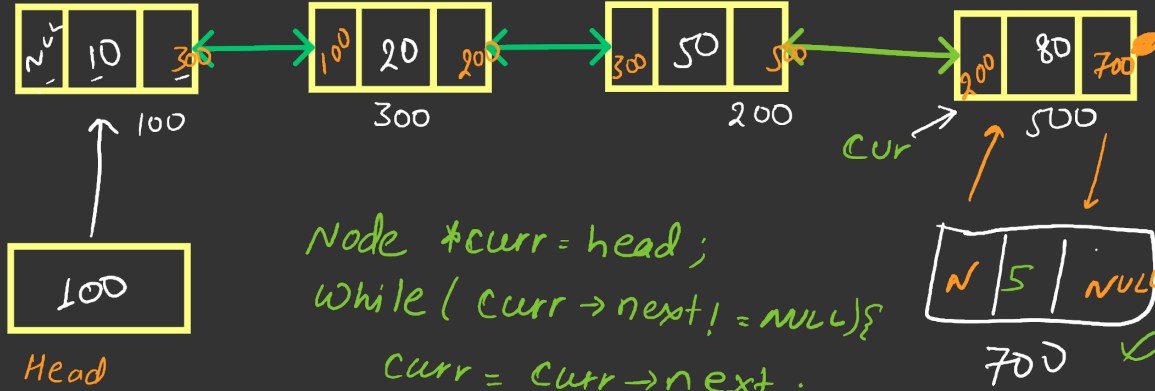 NULL 10 300 100 20 200 300 50 500 200 80 700
100 300 200 500
cur
100
Head
Node *curr = head ;
while ( curr → next! = NULL){
curr = curr → next .
N 5 NULL
700